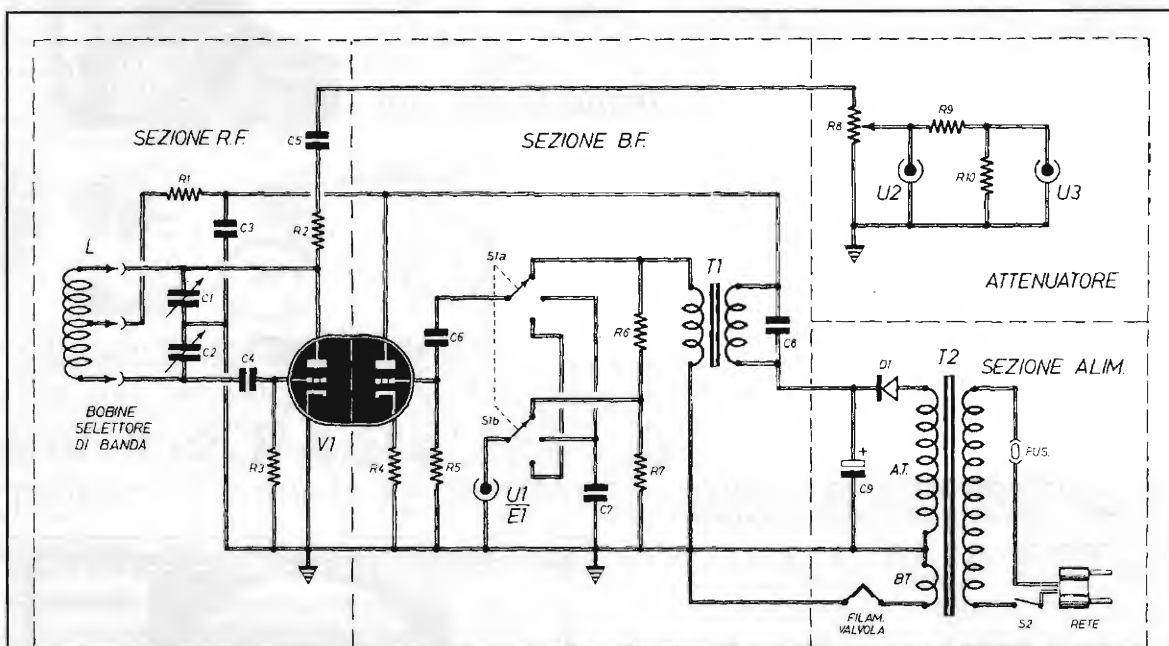 SEZIONE R.F.
SEZIONE B.F.
ATTENUATORE
SEZIONE ALIM.
C5
R1
C3
R2
L
C1
C2
C4
BOBINE
SELETTORE
DI BANDA
R3
V1
R4
R5
C6
S1a
S1b
U1
E1
R6
R7
C7
T1
C8
R8
R9
R10
U2
U3
D1
C9
+
T2
A.T.
BT
FUS.
FILAM.
VALVOLA
S2
RETE